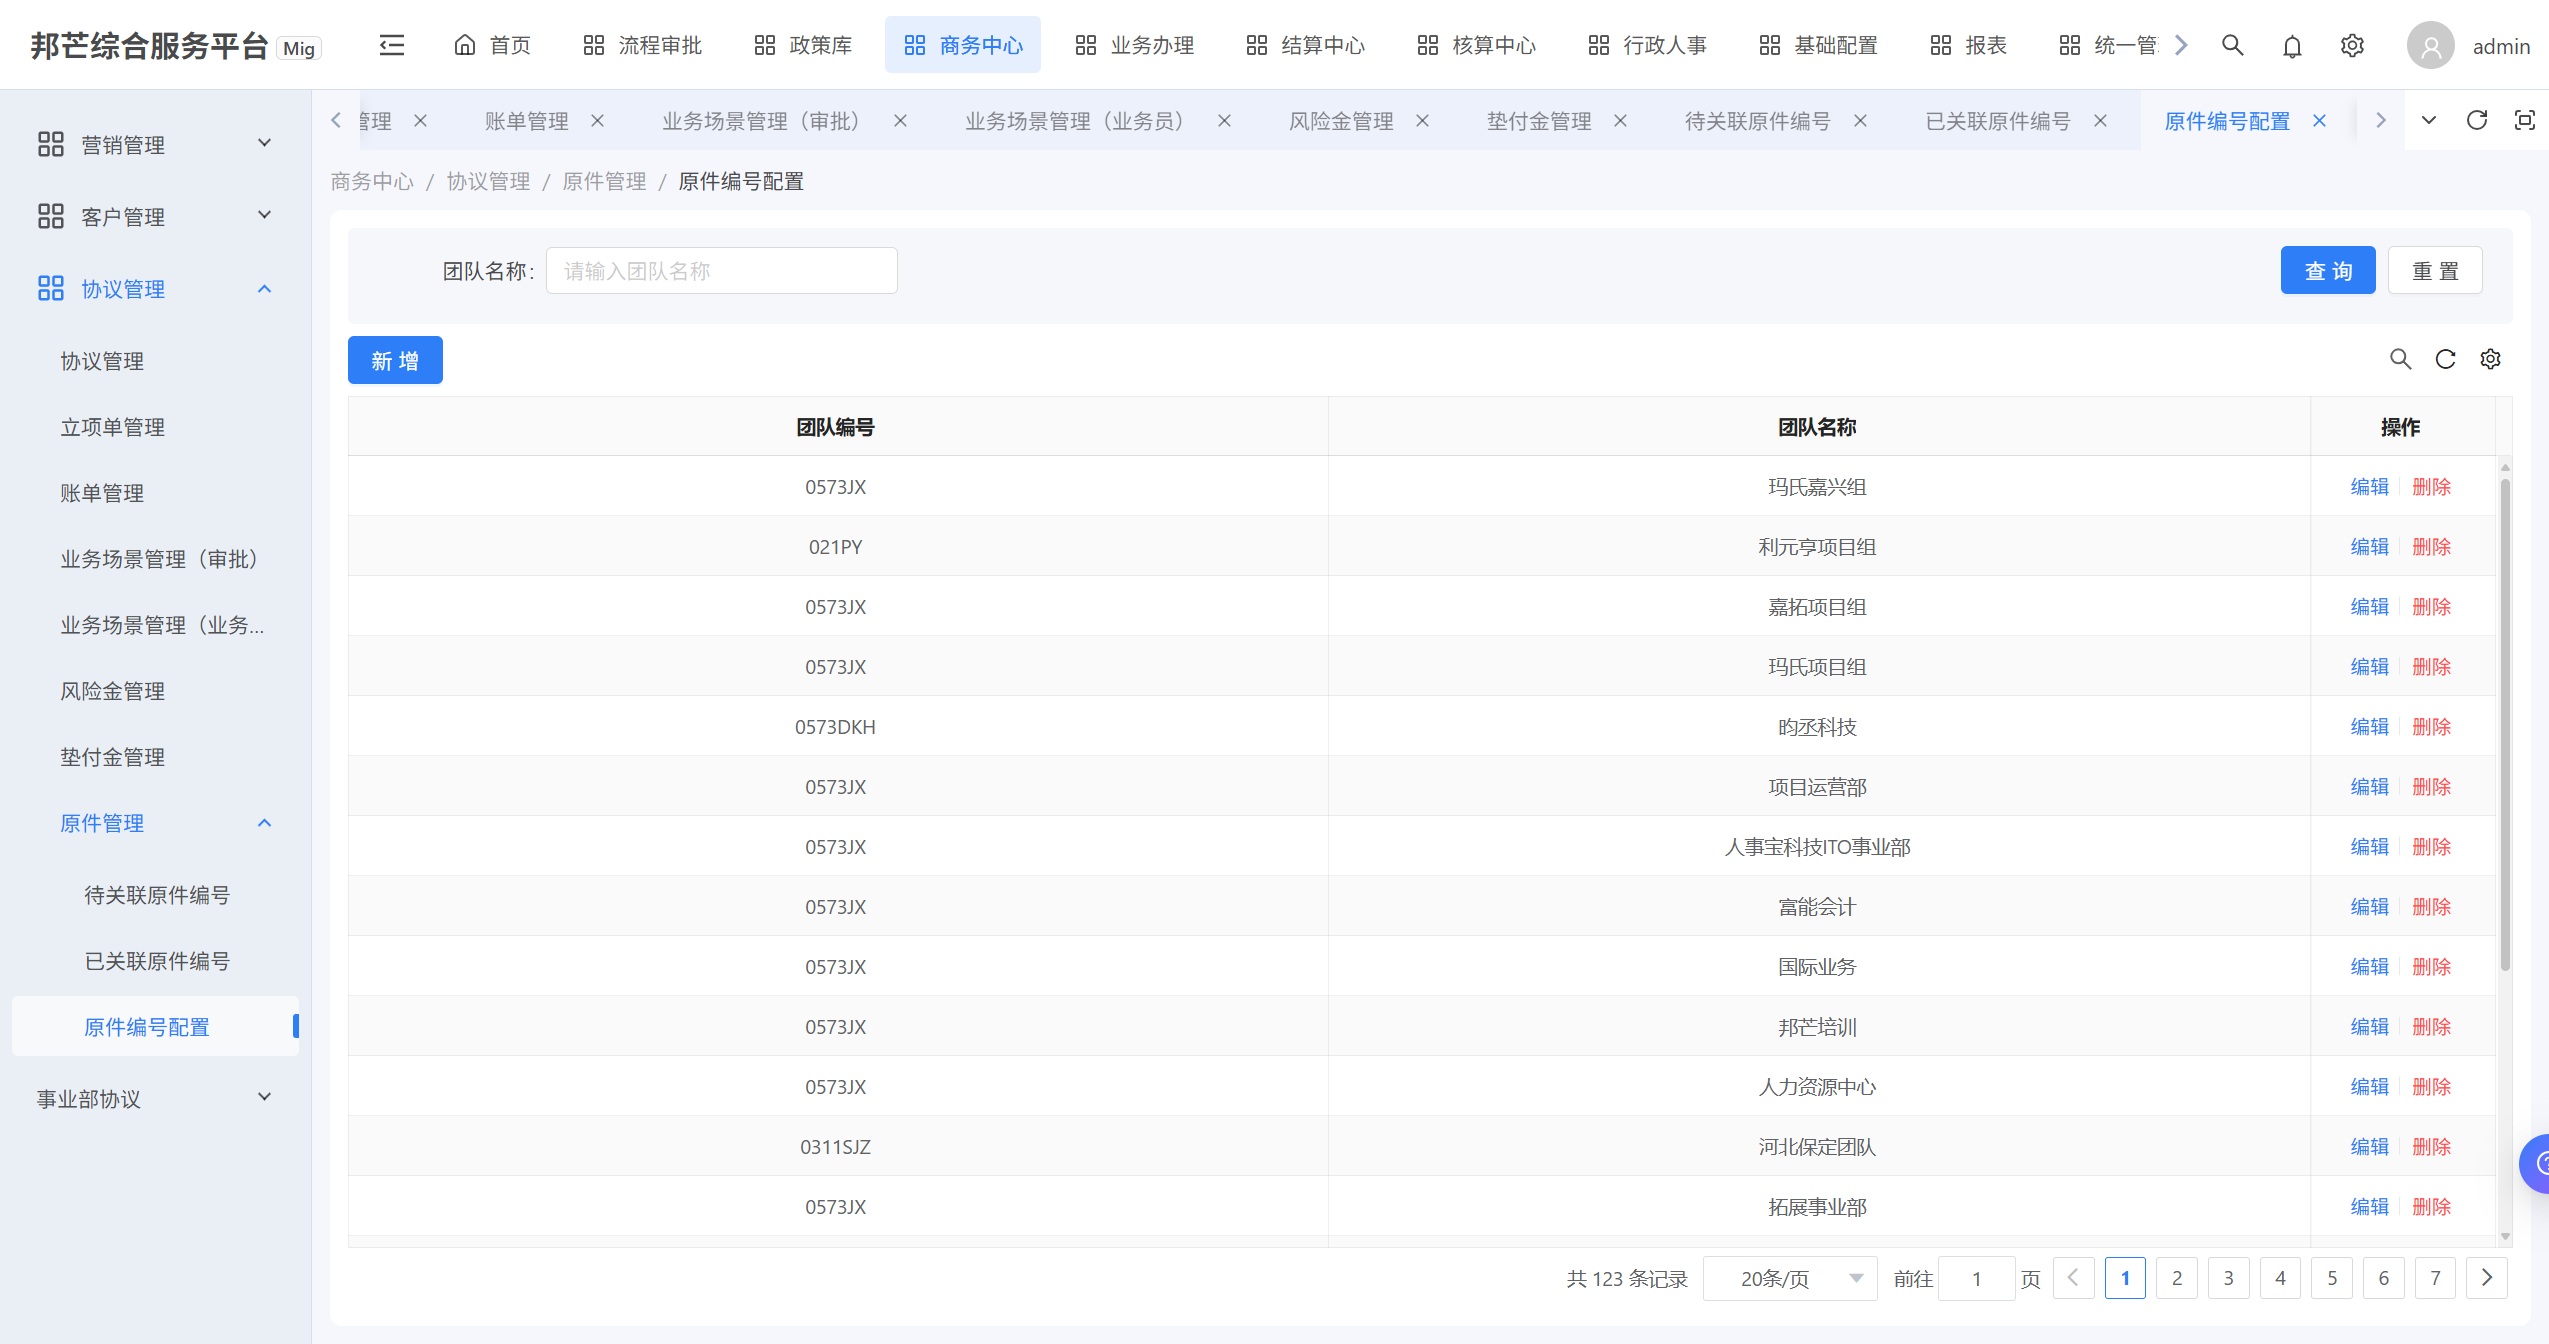 邦芒综合服务平台 Mig
首页 流程审批 政策库 商务中心 业务办理 结算中心 核算中心 行政人事 基础配置 报表 统一管 admin
管理 账单管理 业务场景管理（审批） 业务场景管理（业务员） 风险金管理 垫付金管理 待关联原件编号 已关联原件编号 原件编号配置
商务中心 / 协议管理 / 原件管理 / 原件编号配置
营销管理
客户管理
协议管理
协议管理
立项单管理
账单管理
业务场景管理（审批）
业务场景管理（业务...
风险金管理
垫付金管理
原件管理
待关联原件编号
已关联原件编号
原件编号配置
事业部协议
团队名称: 请输入团队名称 查 询 重 置
新 增
团队编号 团队名称 操作
0573JX 玛氏嘉兴组 编辑 删除
021PY 利元亨项目组 编辑 删除
0573JX 嘉拓项目组 编辑 删除
0573JX 玛氏项目组 编辑 删除
0573DKH 昀丞科技 编辑 删除
0573JX 项目运营部 编辑 删除
0573JX 人事宝科技ITO事业部 编辑 删除
0573JX 富能会计 编辑 删除
0573JX 国际业务 编辑 删除
0573JX 邦芒培训 编辑 删除
0573JX 人力资源中心 编辑 删除
0311SJZ 河北保定团队 编辑 删除
0573JX 拓展事业部 编辑 删除
共 123 条记录 20条/页 前往 1 页 1 2 3 4 5 6 7